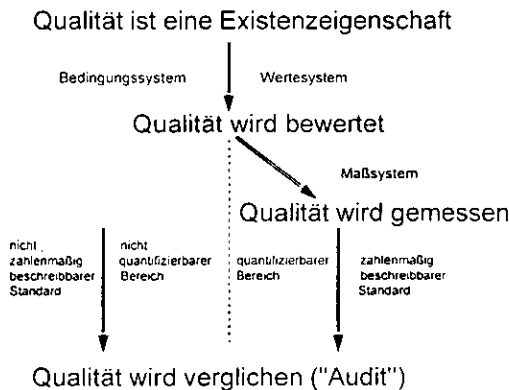 Qualität ist eine Existenzeigenschaft
Bedingungssystem Wertesystem
Qualität wird bewertet
Maßsystem
Qualität wird gemessen
nicht
zahlenmäßig
beschreibbarer
Standard
nicht
quantifizierbarer
Bereich
quantifizierbarer
Bereich
zahlenmäßig
beschreibbarer
Standard
Qualität wird verglichen ("Audit")